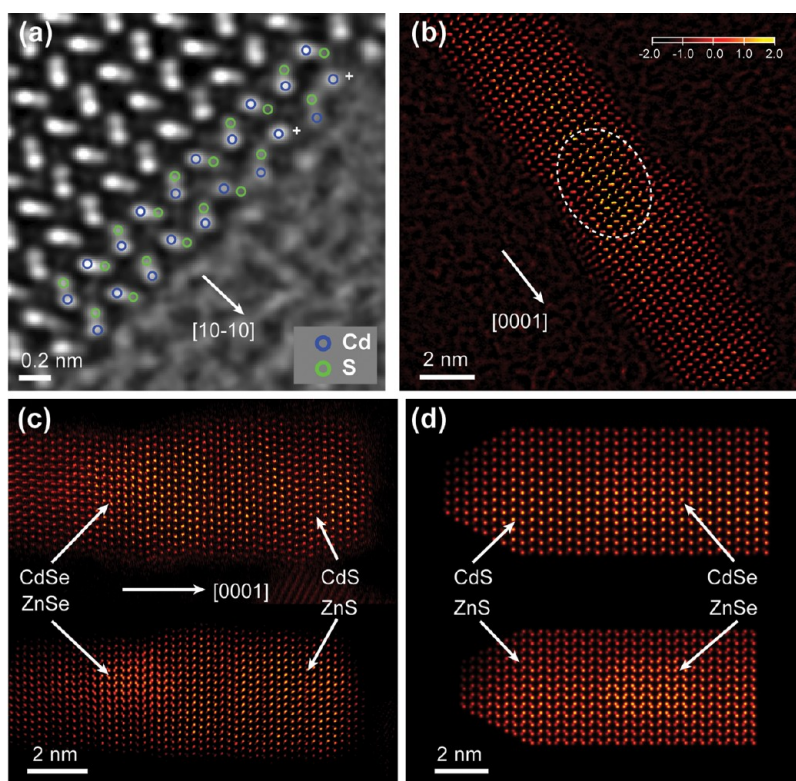 (a)
[10-10]
0.2 nm
Cd
S
(b)
-2.0 -1.0 0.0 1.0 2.0
[0001]
2 nm
(c)
CdSe
ZnSe
[0001]
CdS
ZnS
2 nm
(d)
CdS
ZnS
CdSe
ZnSe
2 nm